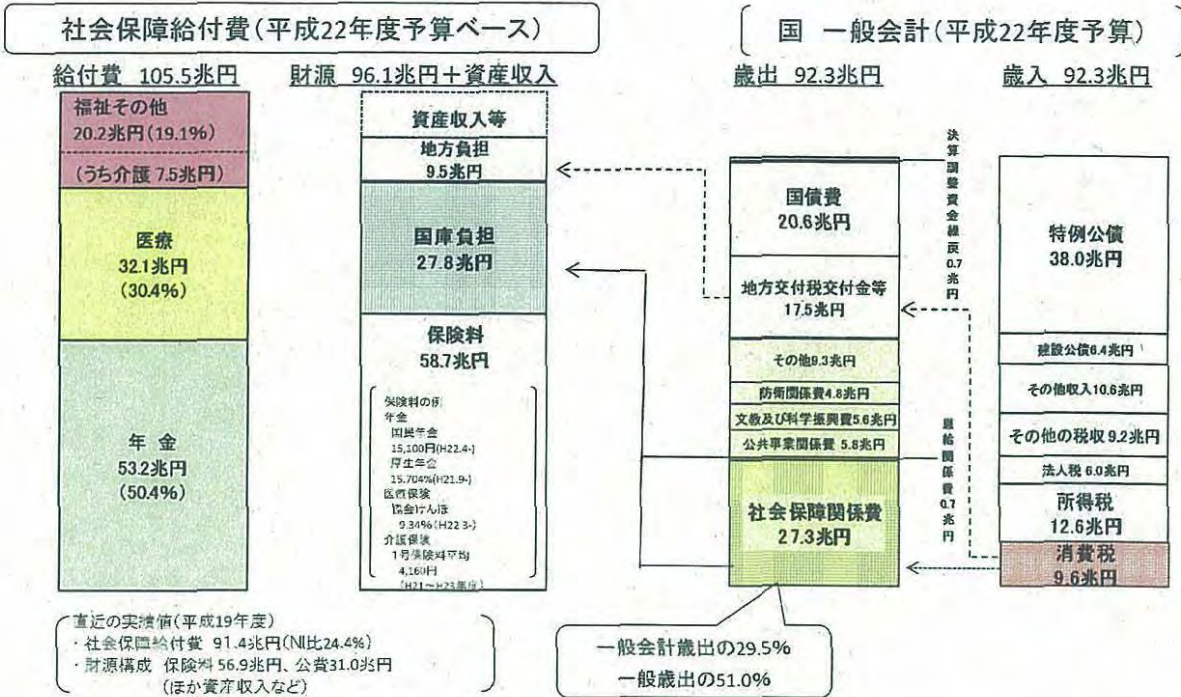 社会保障給付費(平成22年度予算ベース)
国 一般会計(平成22年度予算)
給付費 105.5兆円
財源 96.1兆円+資産収入
歳出 92.3兆円
歳入 92.3兆円
福祉その他
20.2兆円(19.1%)
(うち介護 7.5兆円)
医療
32.1兆円
(30.4%)
年 金
53.2兆円
(50.4%)
資産収入等
地方負担
9.5兆円
国庫負担
27.8兆円
保険料
58.7兆円
保険料の例
年金
国民年金
15,100円(H22.4-)
厚生年金
15.704%(H21.9-)
医療保険
協会けんぽ
9.34%(H22.3-)
介護保険
1号保険料平均
4,160円
(H21~H23年度)
国債費
20.6兆円
地方交付税交付金等
17.5兆円
その他9.3兆円
防衛関係費4.8兆円
文教及び科学振興費5.6兆円
公共事業関係費 5.8兆円
社会保障関係費
27.3兆円
決算調整資金繰戻0.7兆円
恩給関係費0.7兆円
特例公債
38.0兆円
建設公債6.4兆円
その他収入10.6兆円
その他の税収 9.2兆円
法人税 6.0兆円
所得税
12.6兆円
消費税
9.6兆円
直近の実績値(平成19年度)
・社会保障給付費 91.4兆円(NI比24.4%)
・財源構成 保険料 56.9兆円、公費31.0兆円
(ほか資産収入など)
一般会計歳出の29.5%
一般歳出の51.0%